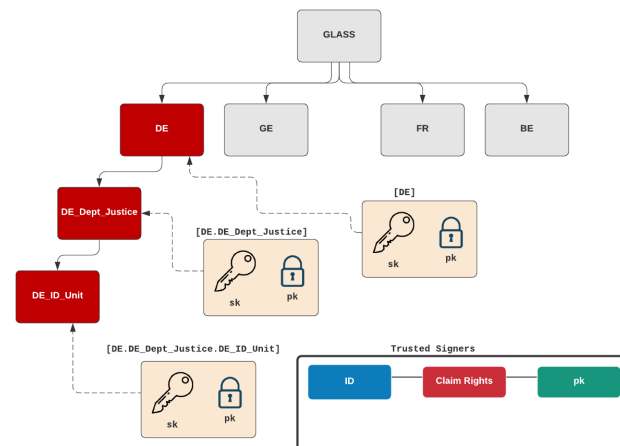 GLASS
DE
GE
FR
BE
[DE]
DE_Dept_Justice
[DE.DE_Dept_Justice]
sk
pk
sk
pk
DE_ID_Unit
[DE.DE_Dept_Justice.DE_ID_Unit]
sk
pk
Trusted Signers
ID
Claim Rights
pk